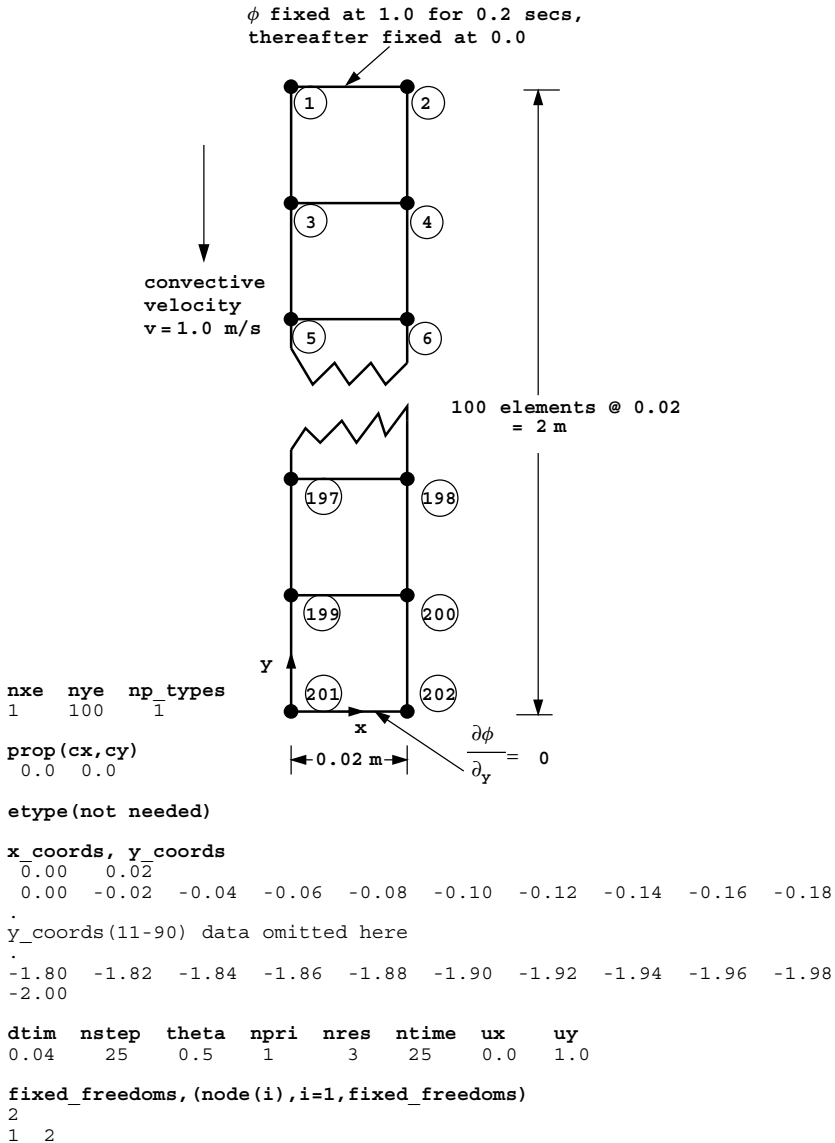 ϕ fixed at 1.0 for 0.2 secs,
thereafter fixed at 0.0
1
2
3
4
convective
velocity
v = 1.0 m/s
5
6
100 elements @ 0.02
= 2 m
197
198
199
200
y
201
202
x
0.02 m
∂ϕ
∂y
= 0
nxe nye np_types
1 100 1
prop(cx,cy)
0.0 0.0
etype(not needed)
x_coords, y_coords
0.00 0.02
0.00 -0.02 -0.04 -0.06 -0.08 -0.10 -0.12 -0.14 -0.16 -0.18
.
y_coords(11-90) data omitted here
.
-1.80 -1.82 -1.84 -1.86 -1.88 -1.90 -1.92 -1.94 -1.96 -1.98
-2.00
dtim nstep theta npri nres ntime ux uy
0.04 25 0.5 1 3 25 0.0 1.0
fixed_freedoms,(node(i),i=1,fixed_freedoms)
2
1 2